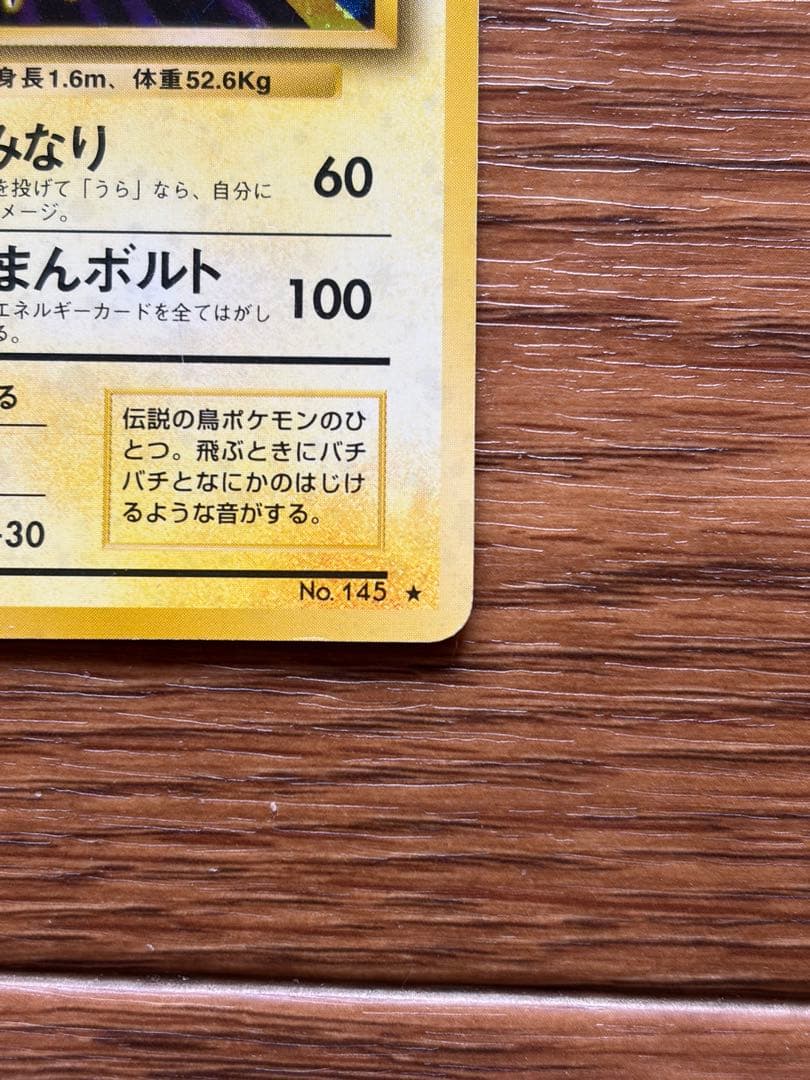 身長1.6m、体重52.6Kg
みなり 60
を投げて「うら」なら、自分に
メージ。
まんボルト 100
エネルギーカードを全てはがし
る。
る
伝説の鳥ポケモンのひ
とつ。飛ぶときにバチ
バチとなにかのはじけ
るような音がする。
-30
No. 145 ★